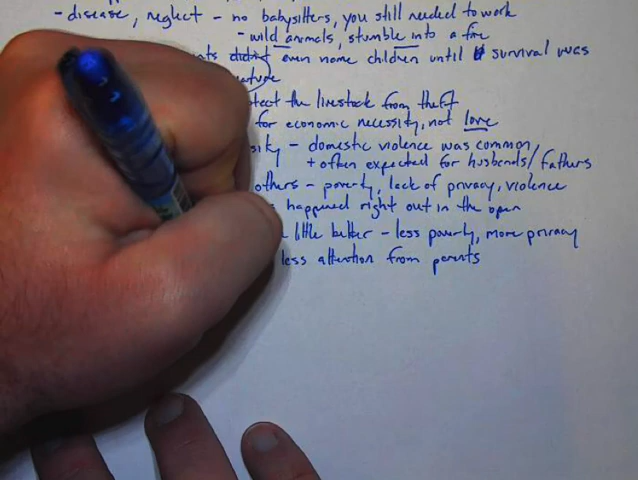 - disease, neglect - no babysitters, you still needed to work
- wild animals, stumble into a fire
didn't even name children until survival was
the livestock from theft
for economic necessity, not love
- domestic violence was common,
+ often expected for husbands/fathers
others - poverty, lack of privacy, violence
happened right out in the open
little better - less poverty, more privacy
less attention from parents